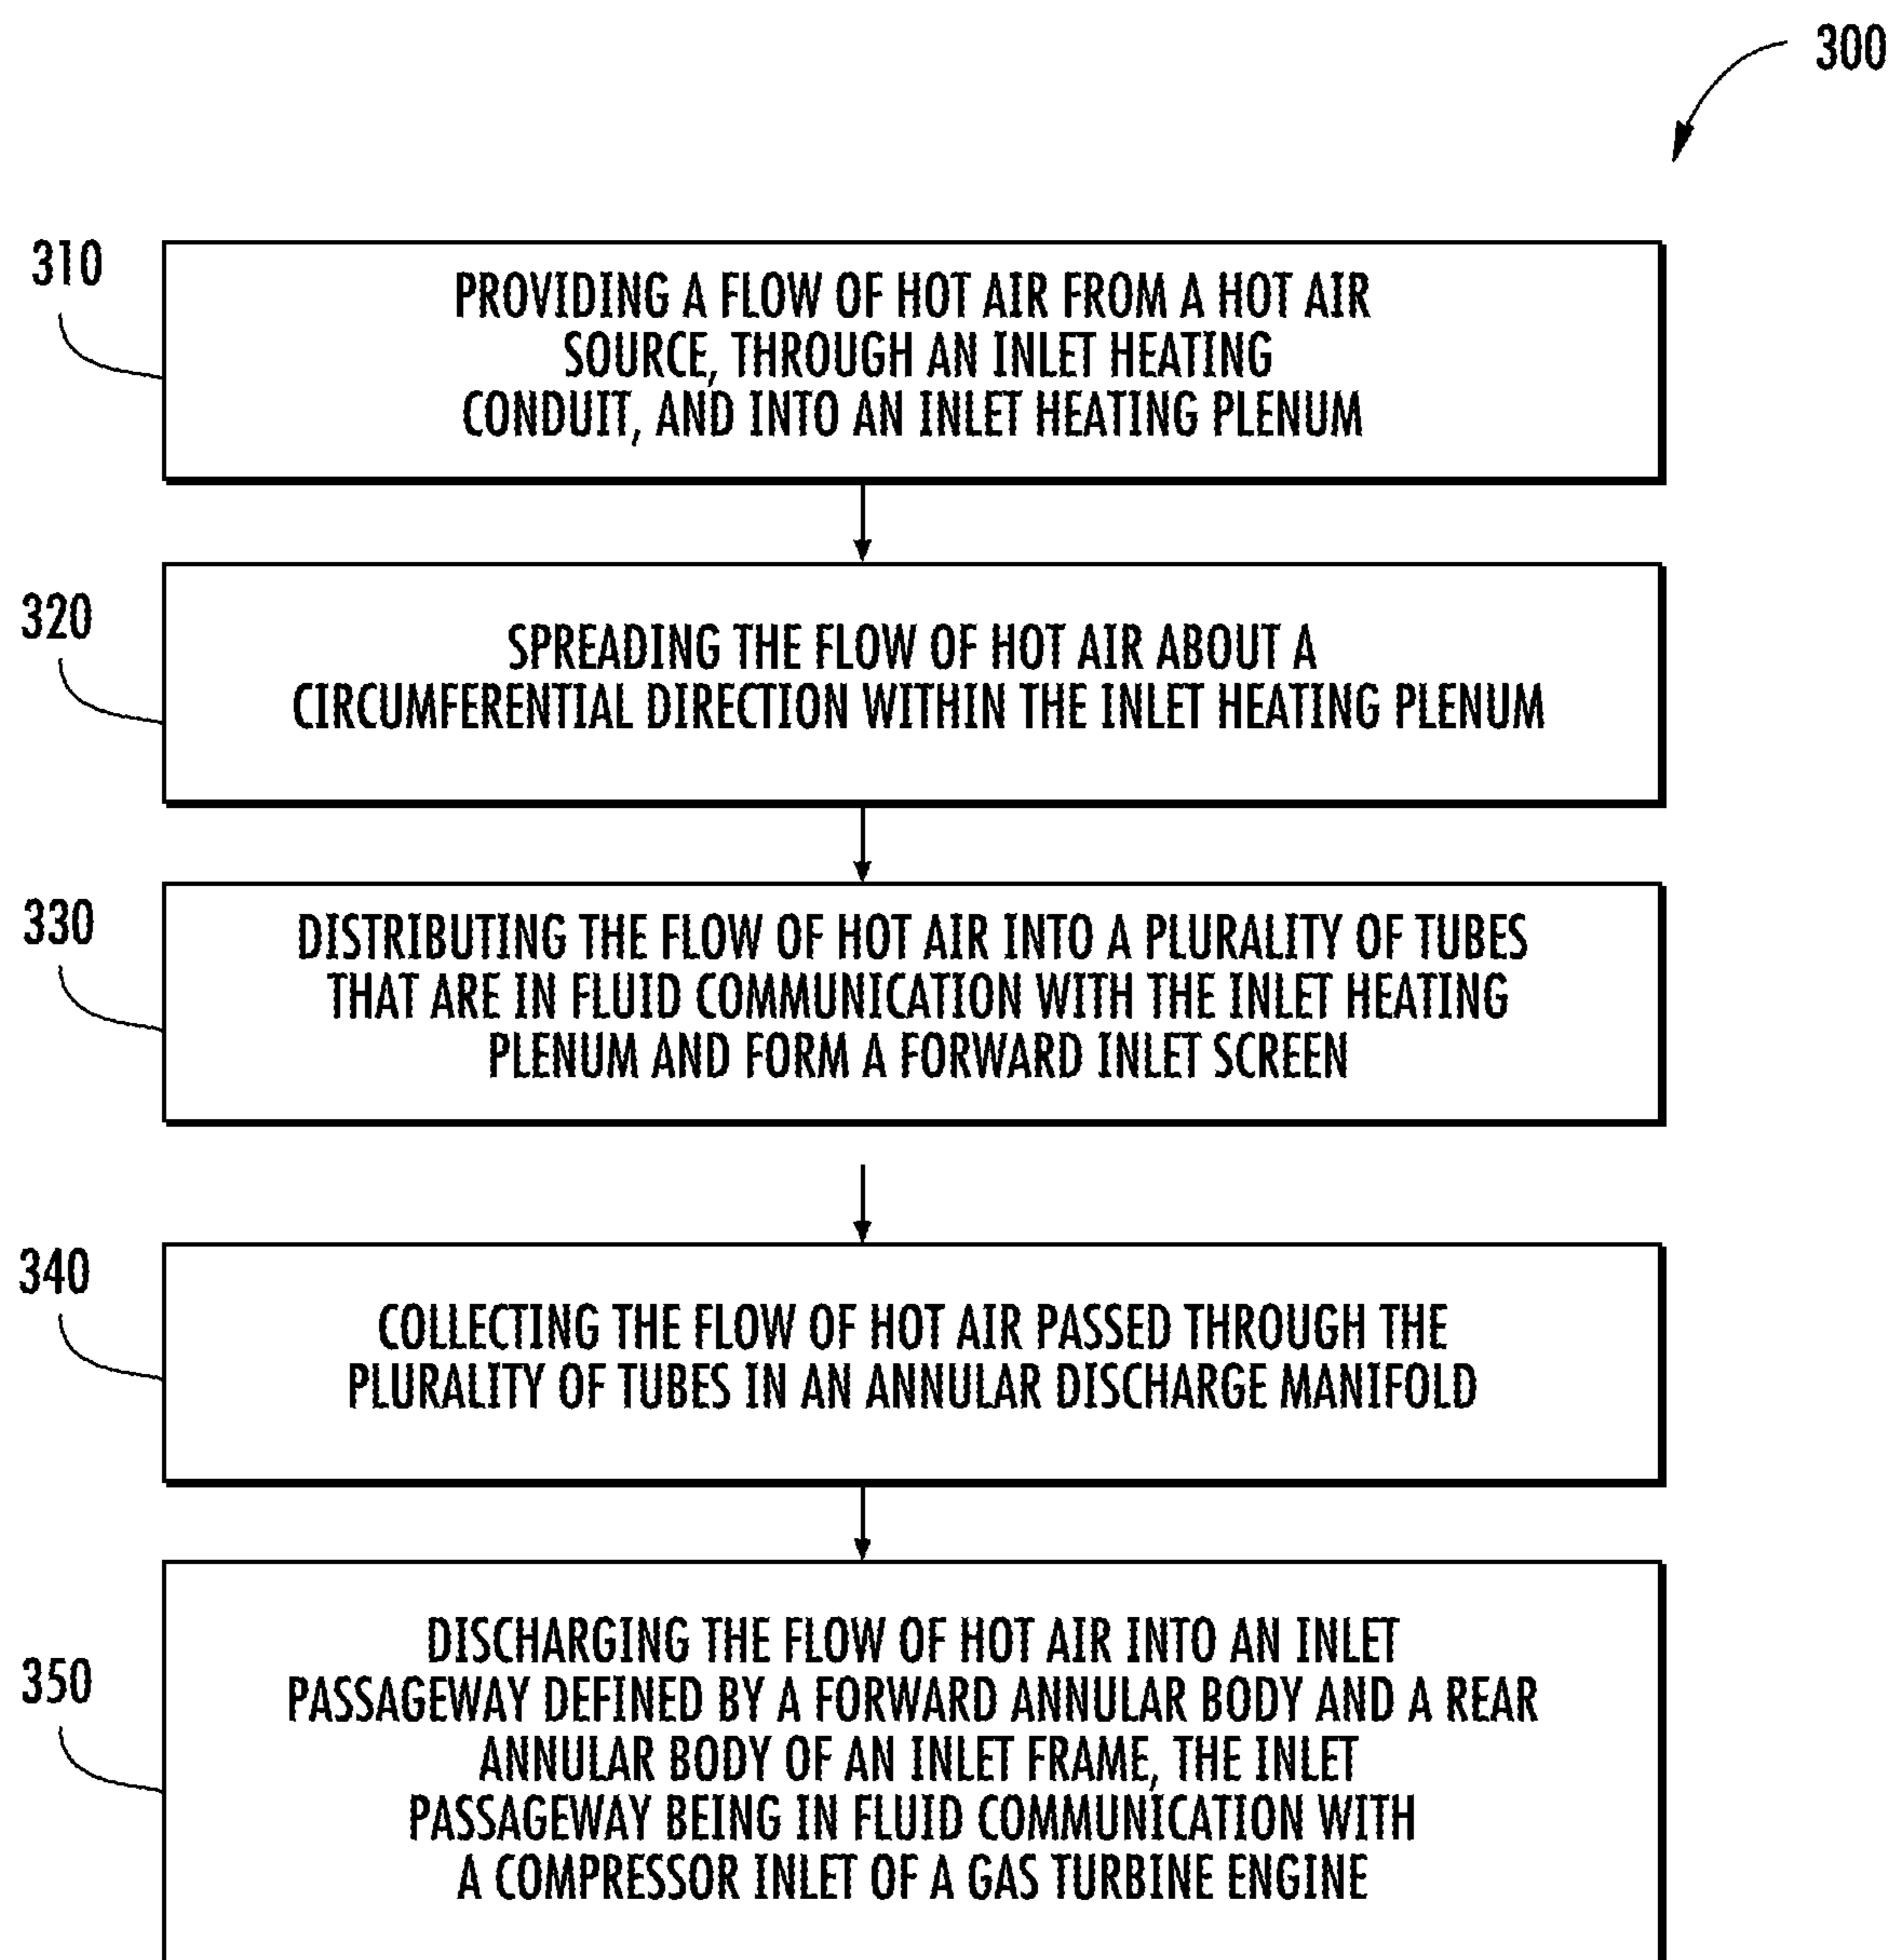 300
310
PROVIDING A FLOW OF HOT AIR FROM A HOT AIR
SOURCE, THROUGH AN INLET HEATING
CONDUIT, AND INTO AN INLET HEATING PLENUM
320
SPREADING THE FLOW OF HOT AIR ABOUT A
CIRCUMFERENTIAL DIRECTION WITHIN THE INLET HEATING PLENUM
330
DISTRIBUTING THE FLOW OF HOT AIR INTO A PLURALITY OF TUBES
THAT ARE IN FLUID COMMUNICATION WITH THE INLET HEATING
PLENUM AND FORM A FORWARD INLET SCREEN
340
COLLECTING THE FLOW OF HOT AIR PASSED THROUGH THE
PLURALITY OF TUBES IN AN ANNULAR DISCHARGE MANIFOLD
350
DISCHARGING THE FLOW OF HOT AIR INTO AN INLET
PASSAGEWAY DEFINED BY A FORWARD ANNULAR BODY AND A REAR
ANNULAR BODY OF AN INLET FRAME, THE INLET
PASSAGEWAY BEING IN FLUID COMMUNICATION WITH
A COMPRESSOR INLET OF A GAS TURBINE ENGINE